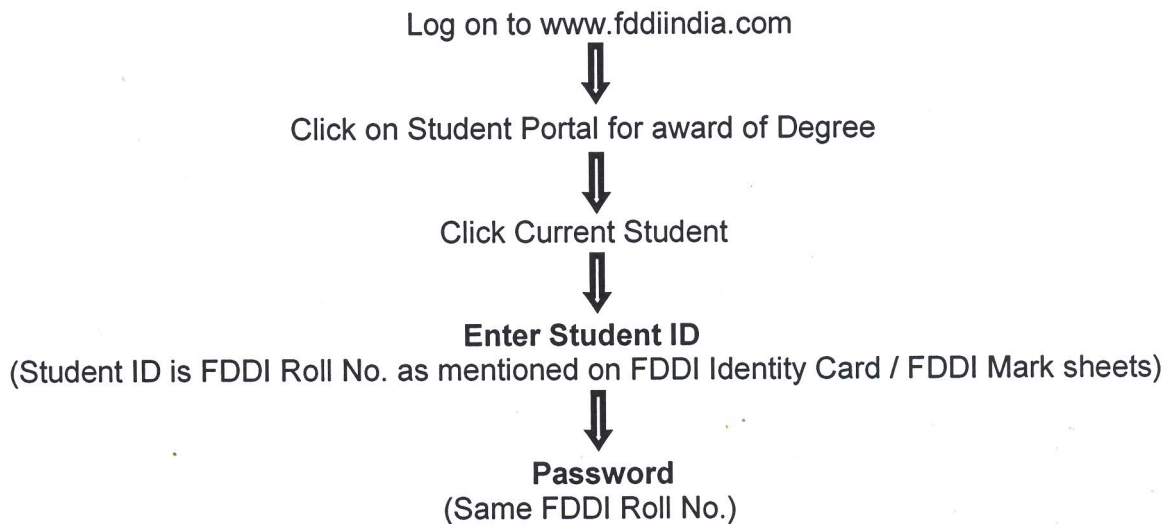 Log on to www.fddiindia.com
Click on Student Portal for award of Degree
Click Current Student
Enter Student ID
(Student ID is FDDI Roll No. as mentioned on FDDI Identity Card / FDDI Mark sheets)
Password
(Same FDDI Roll No.)